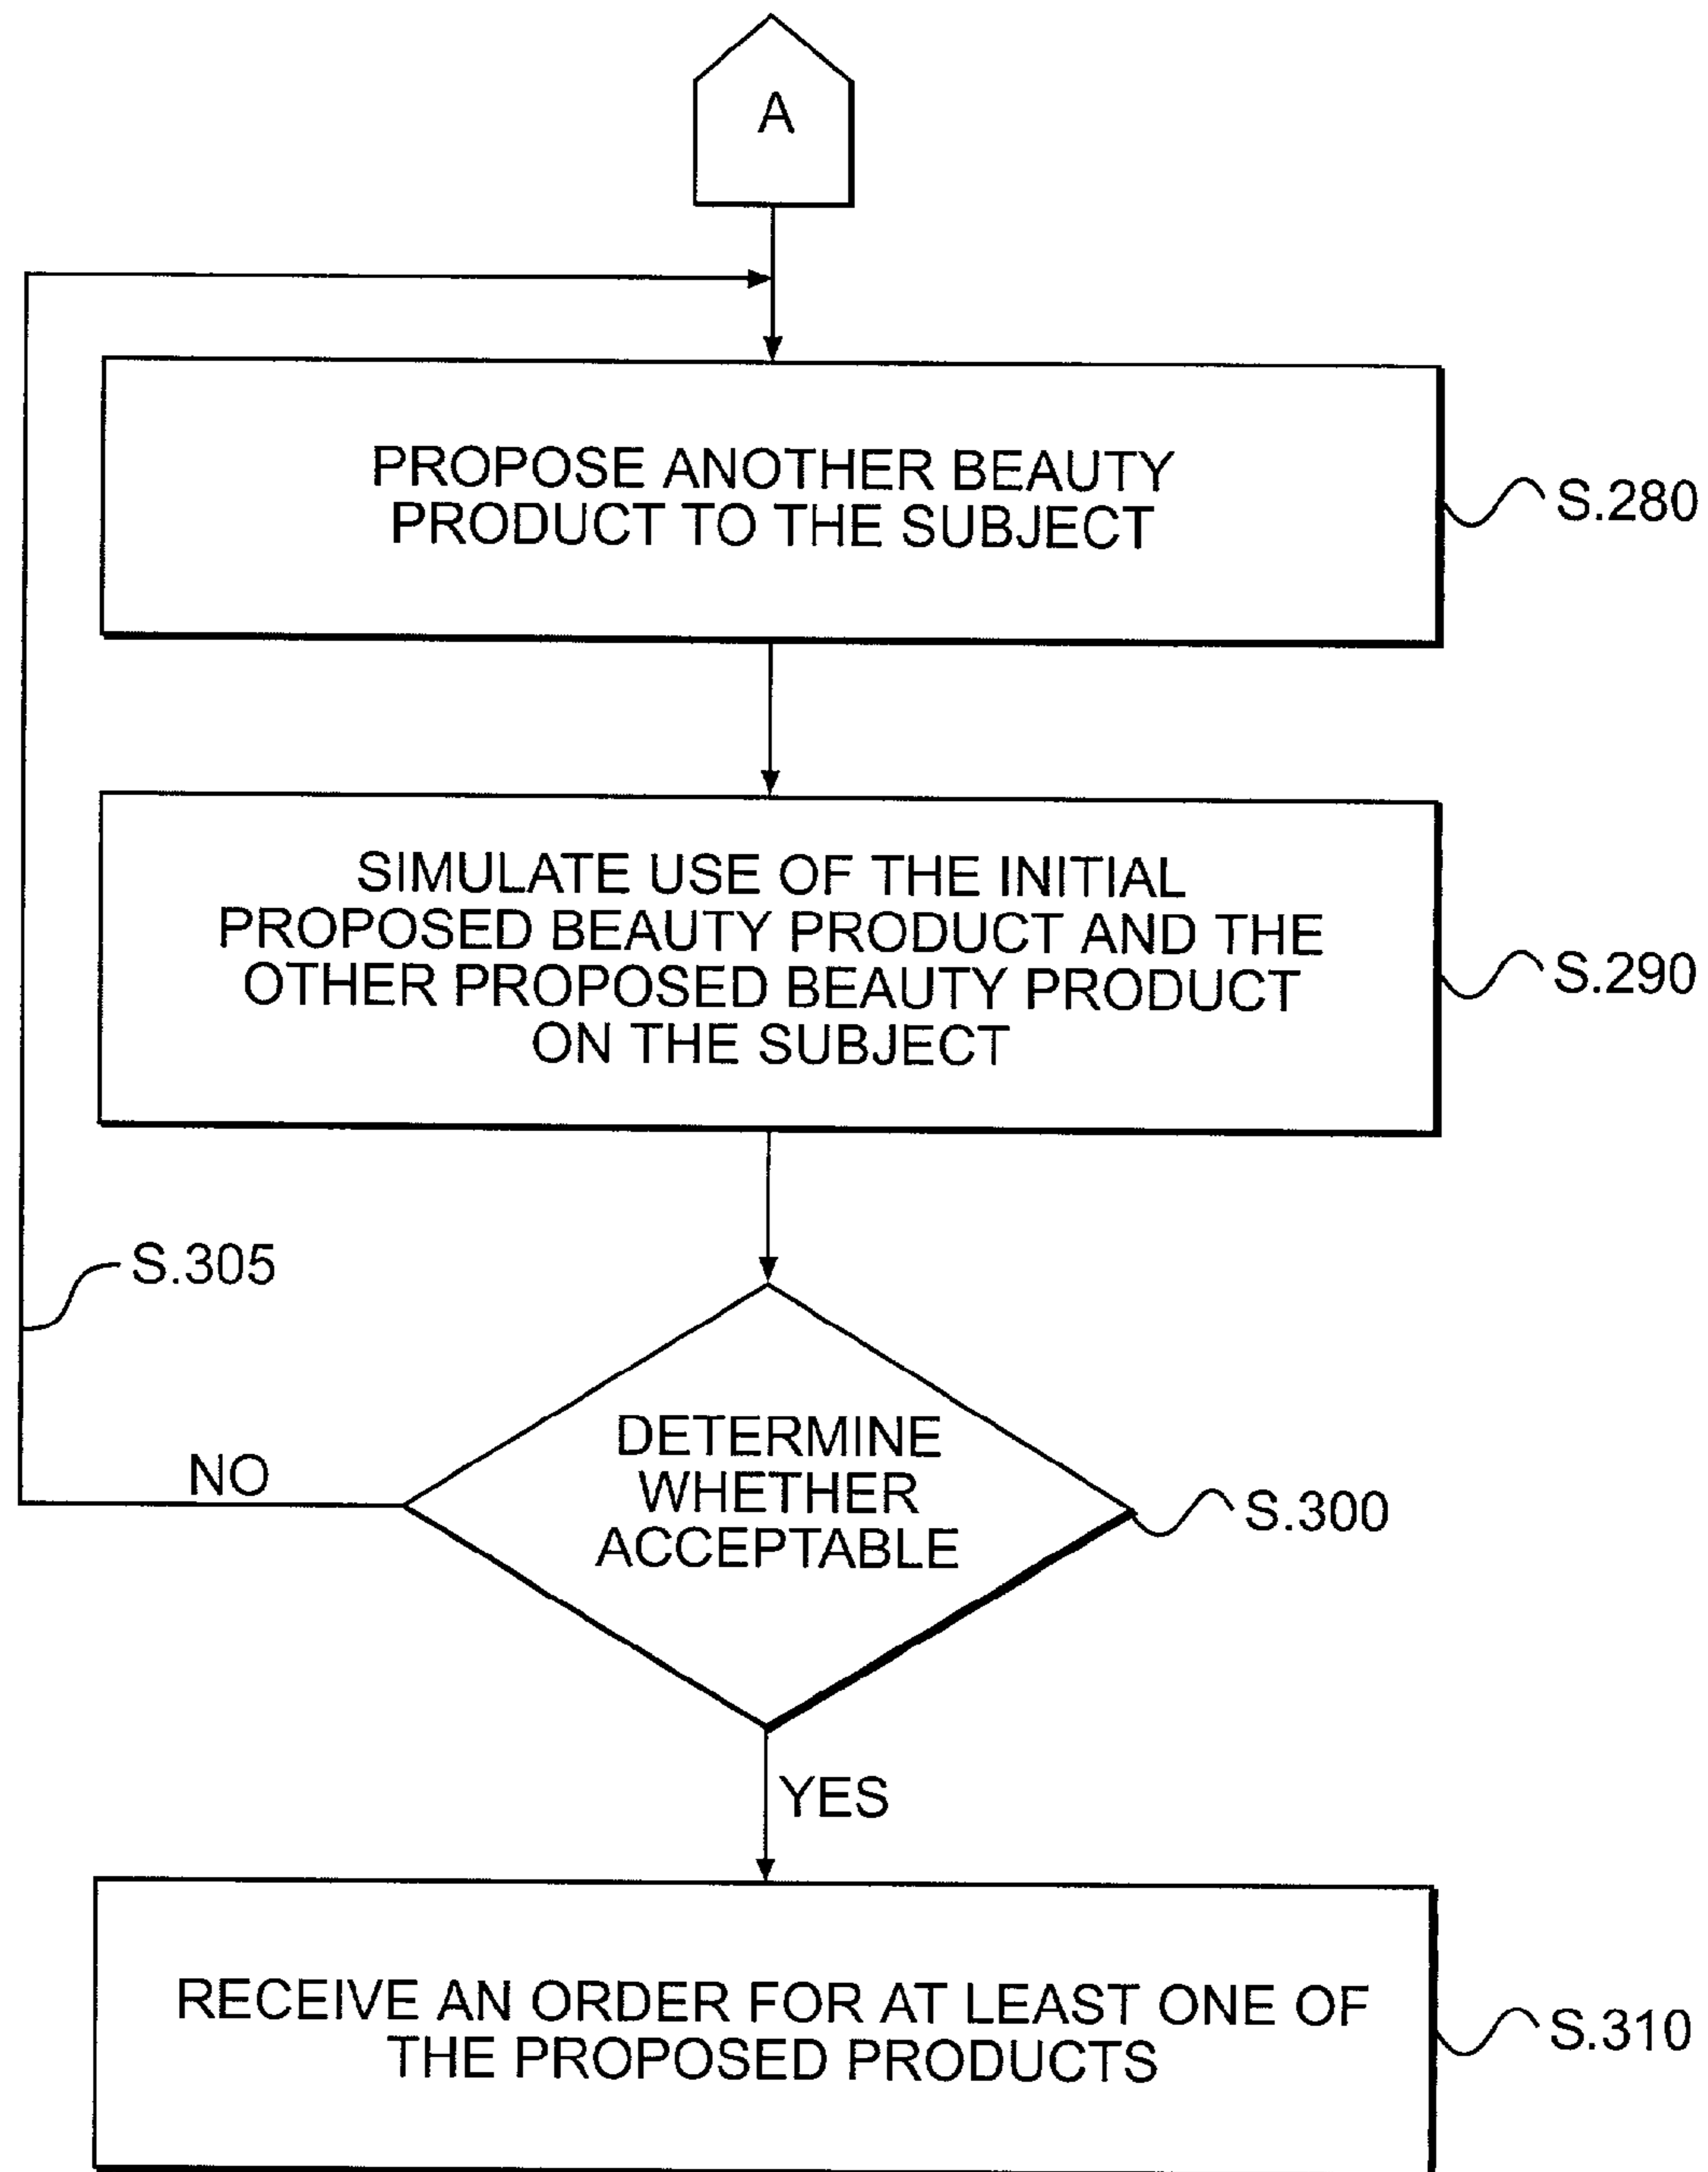 A
PROPOSE ANOTHER BEAUTY
PRODUCT TO THE SUBJECT
S.280
SIMULATE USE OF THE INITIAL
PROPOSED BEAUTY PRODUCT AND THE
OTHER PROPOSED BEAUTY PRODUCT
ON THE SUBJECT
S.290
S.305
DETERMINE
WHETHER
ACCEPTABLE
NO
S.300
YES
RECEIVE AN ORDER FOR AT LEAST ONE OF
THE PROPOSED PRODUCTS
S.310